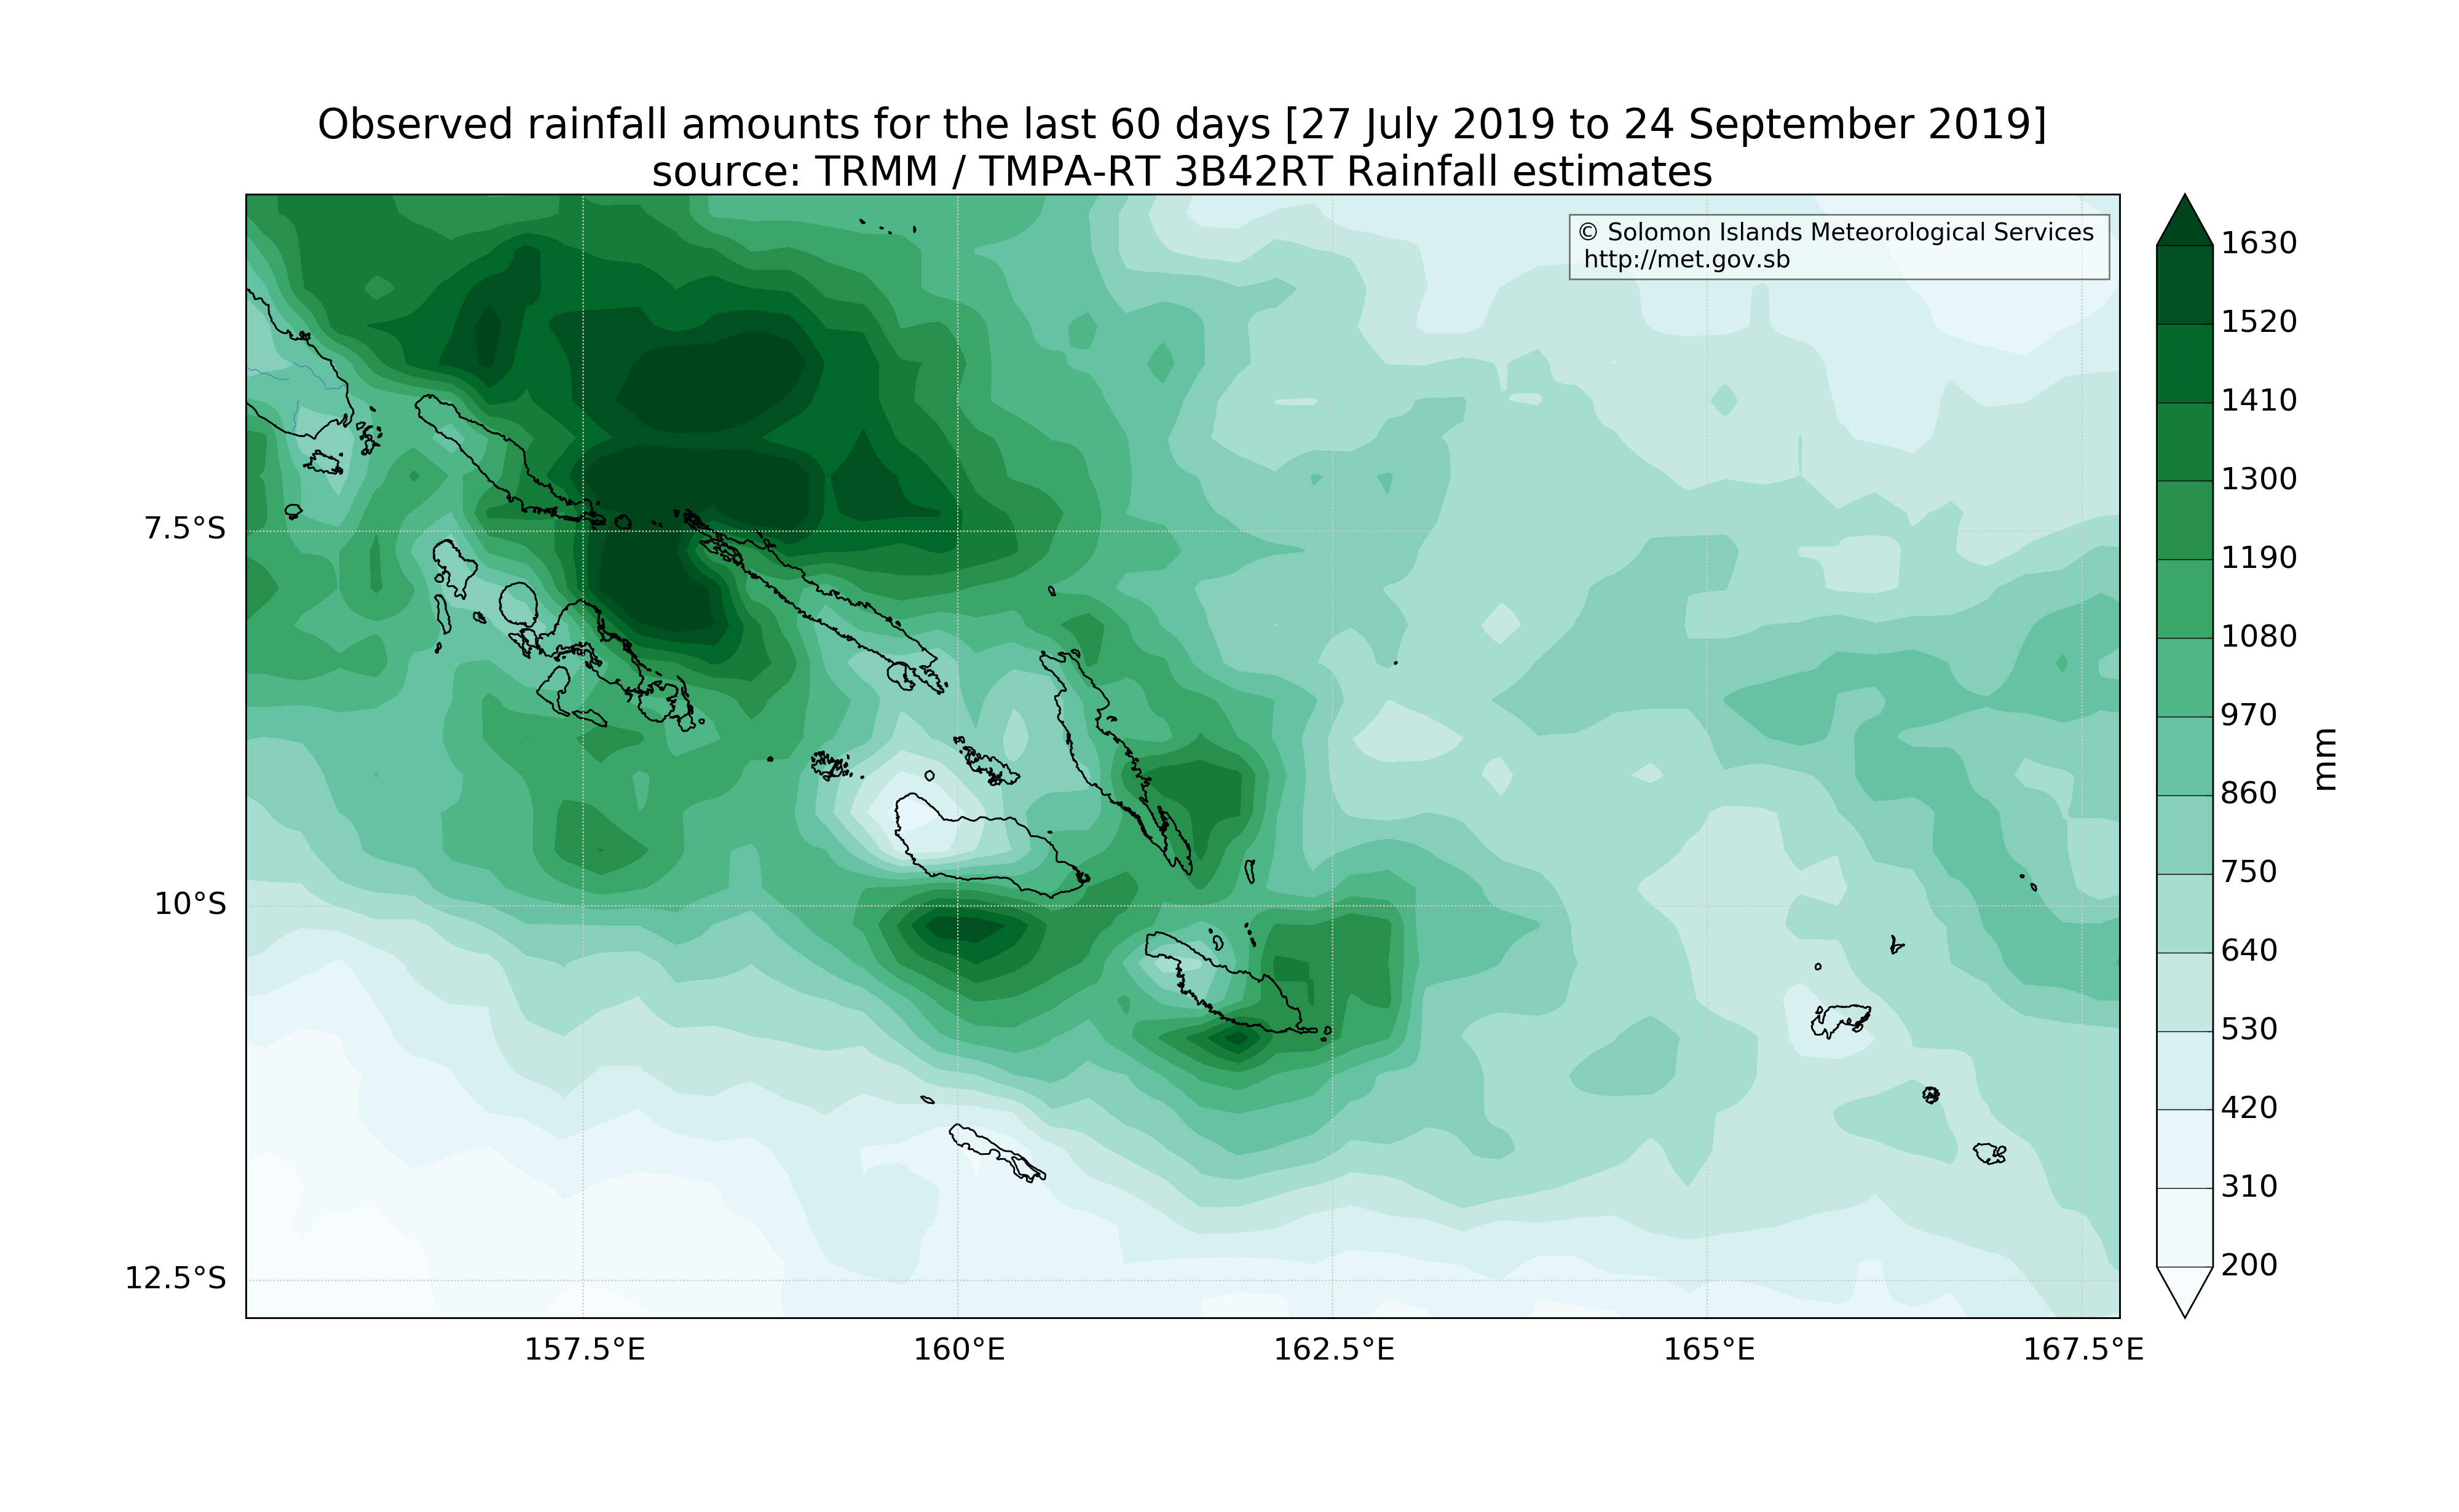 Observed rainfall amounts for the last 60 days [27 July 2019 to 24 September 2019]
source: TRMM / TMPA-RT 3B42RT Rainfall estimates
© Solomon Islands Meteorological Services
http://met.gov.sb
7.5°S
10°S
12.5°S
157.5°E
160°E
162.5°E
165°E
167.5°E
1630
1520
1410
1300
1190
1080
970
860
750
640
530
420
310
200
mm